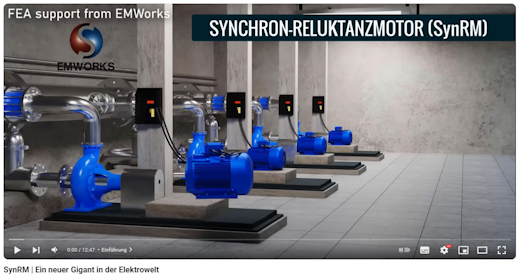 FEA support from EMWorks
SYNCHRON-RELUKTANZMOTOR (SynRM)
EMWORKS
0:00 / 12:47 • Einführung >
SynRM | Ein neuer Gigant in der Elektrowelt